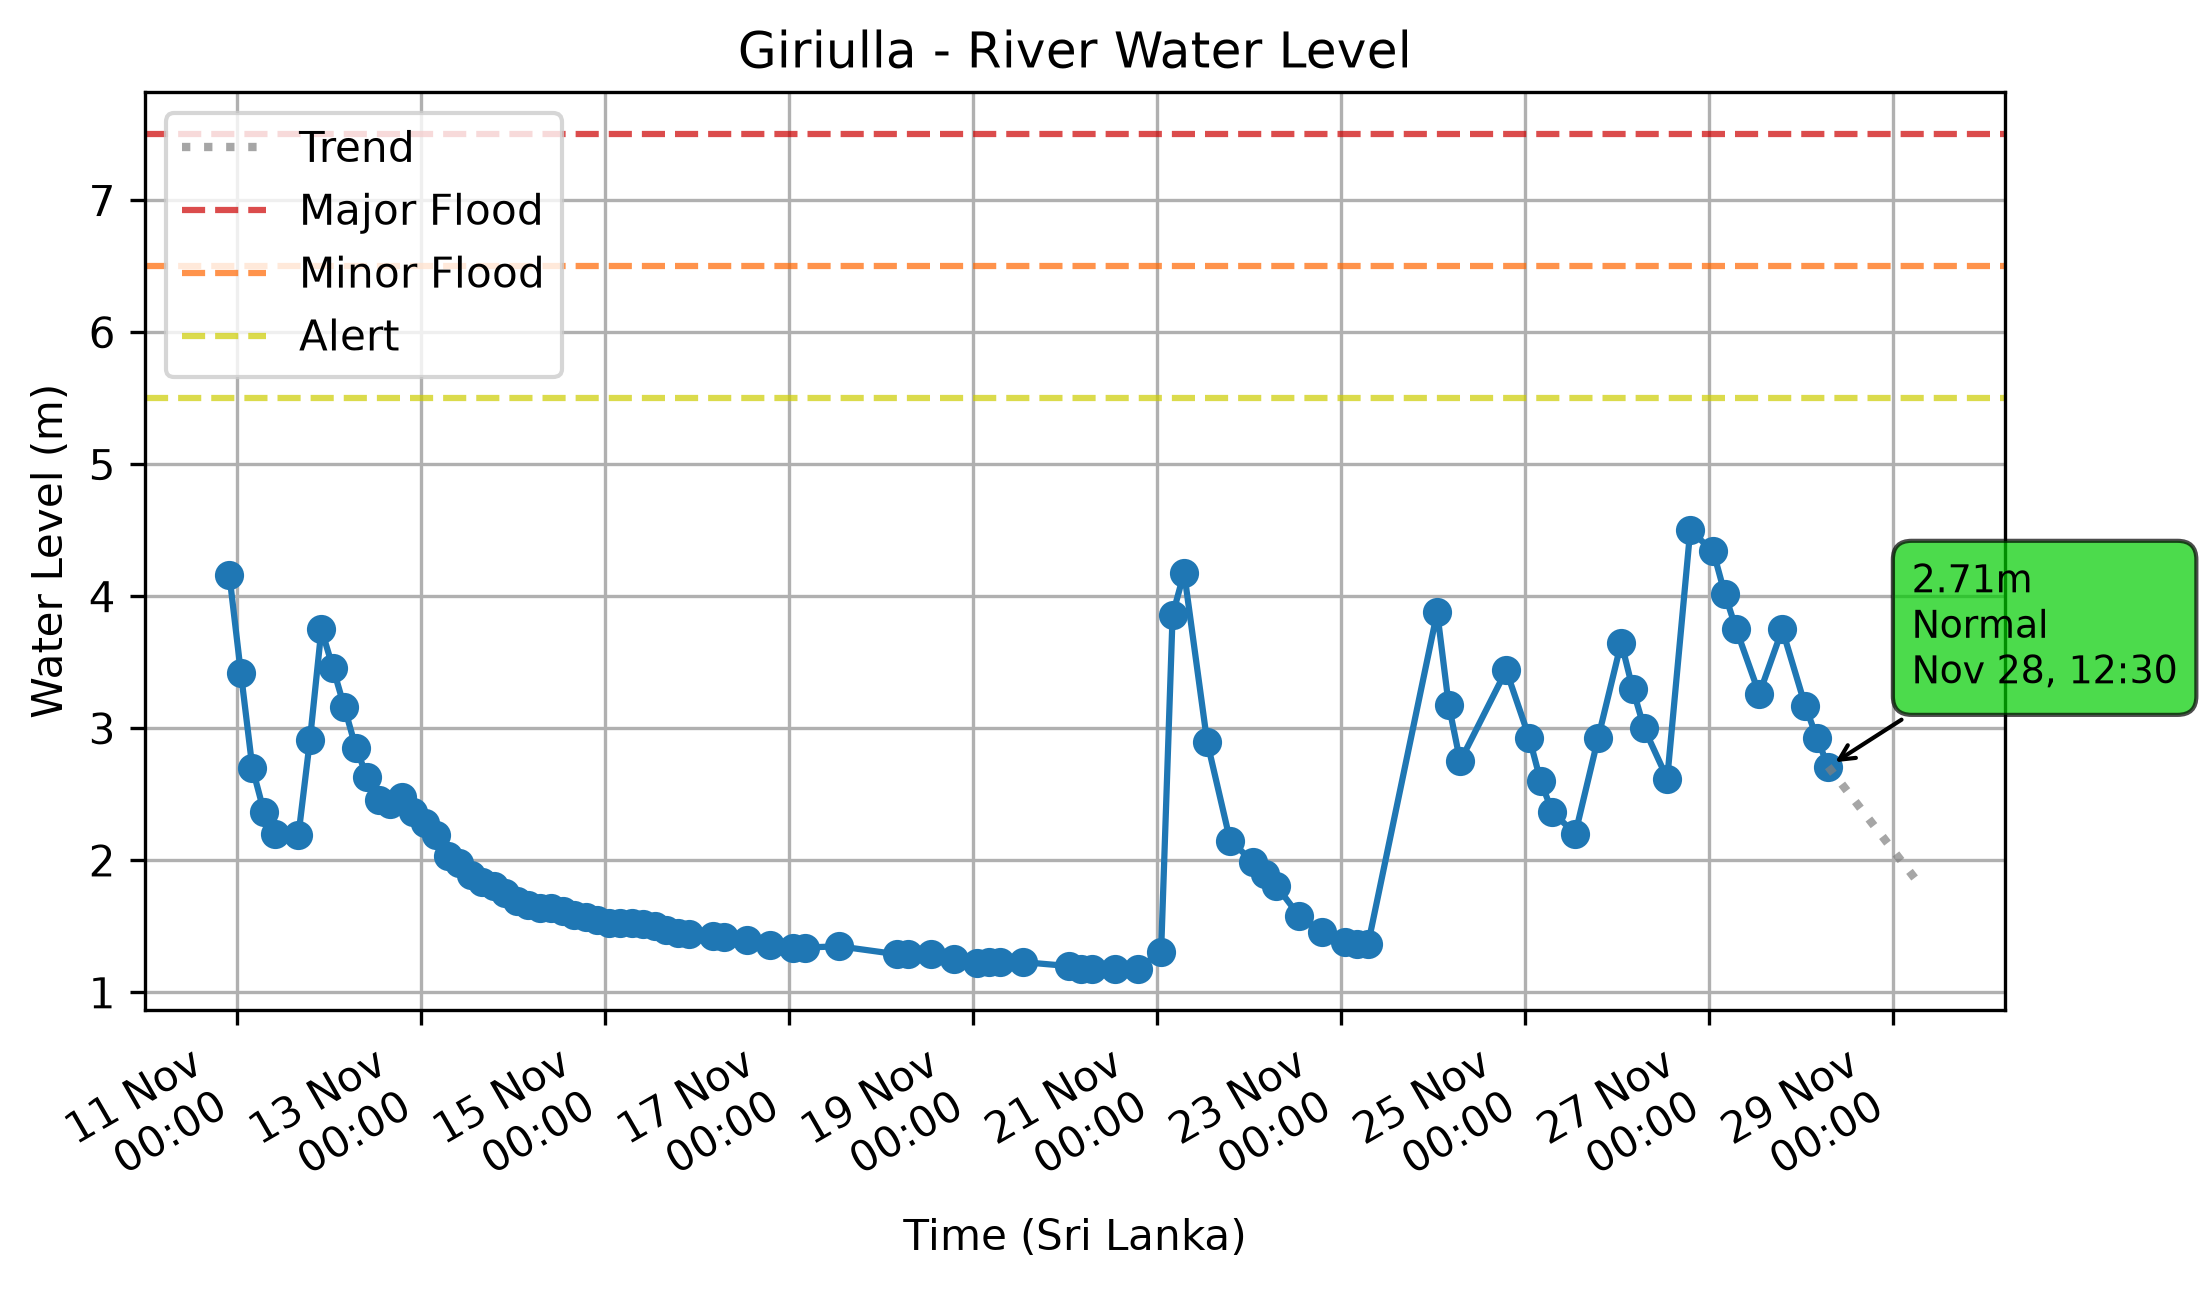 Giriulla - River Water Level
Trend
Major Flood
Minor Flood
Alert
7
6
5
4
3
2
1
Water Level (m)
2.71m
Normal
Nov 28, 12:30
11 Nov
00:00
13 Nov
00:00
15 Nov
00:00
17 Nov
00:00
19 Nov
00:00
21 Nov
00:00
23 Nov
00:00
25 Nov
00:00
27 Nov
00:00
29 Nov
00:00
Time (Sri Lanka)